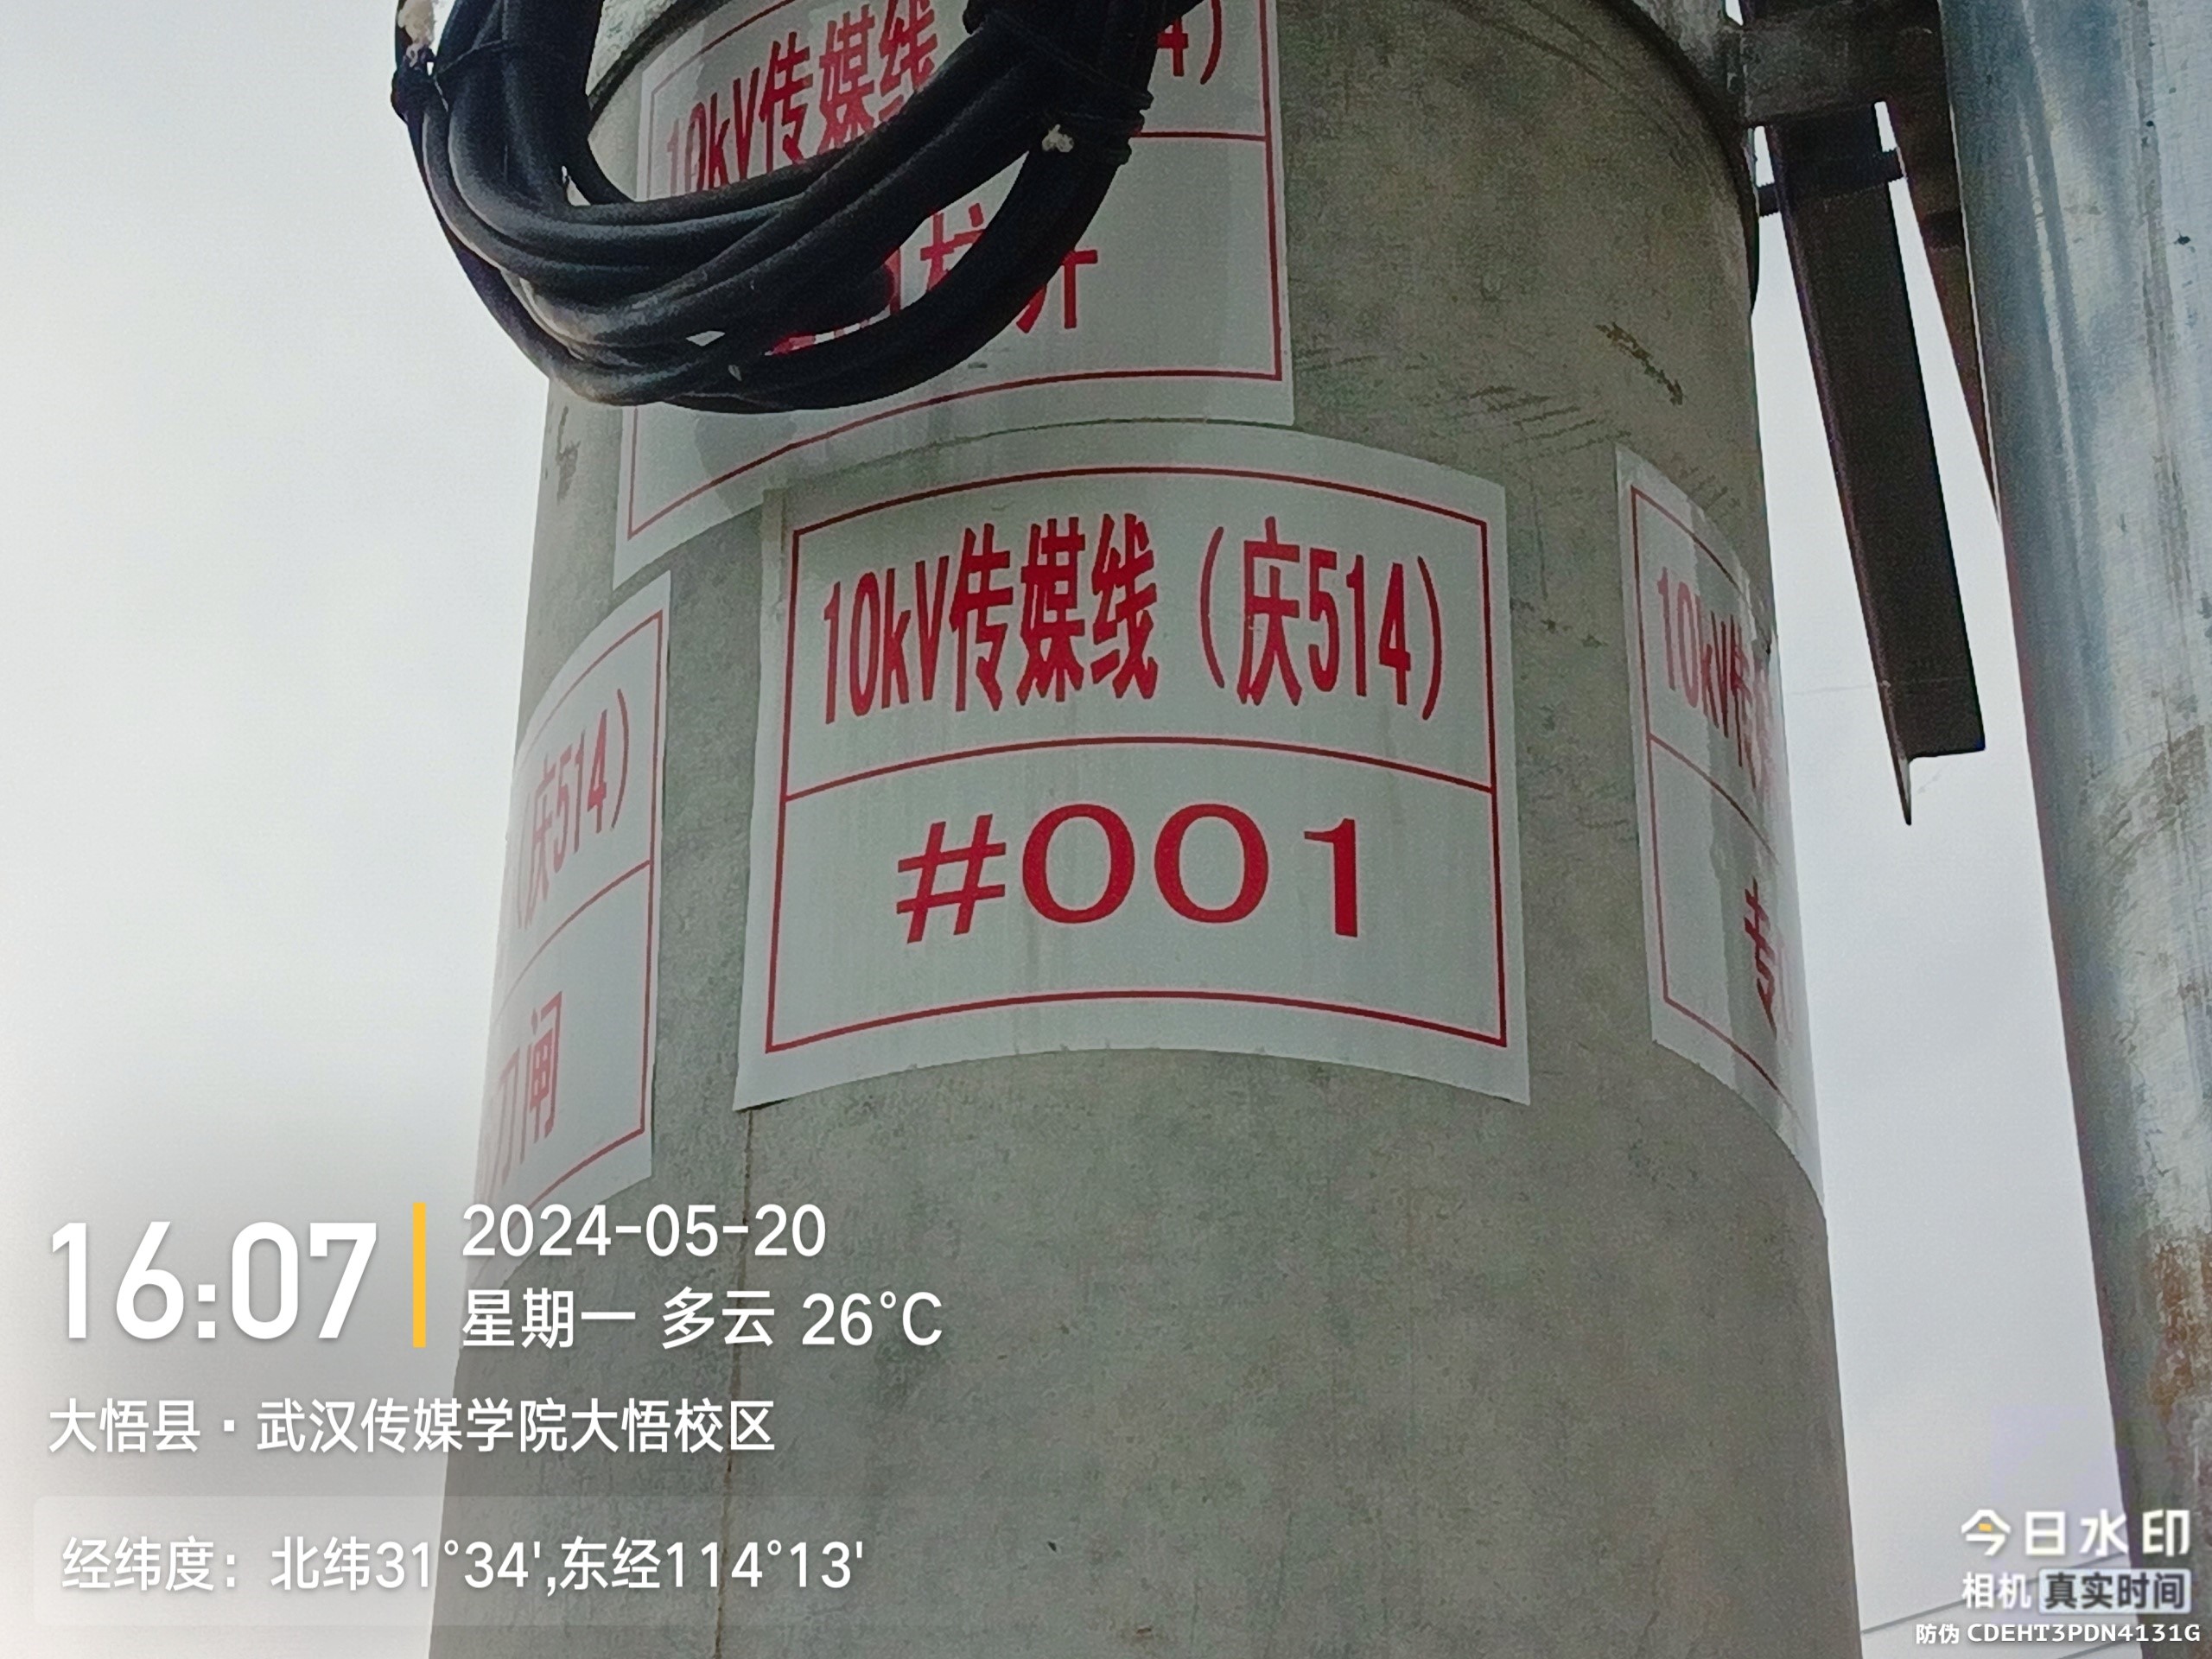 10kV传媒线
4）
10kV传媒线（庆514）
#001
（庆514）
刀闸
10kV传
专
16:07
2024-05-20
星期一 多云 26°C
大悟县·武汉传媒学院大悟校区
经纬度：北纬31°34',东经114°13'
今日水印
相机 真实时间
防伪 CDEHT3PDN4131G